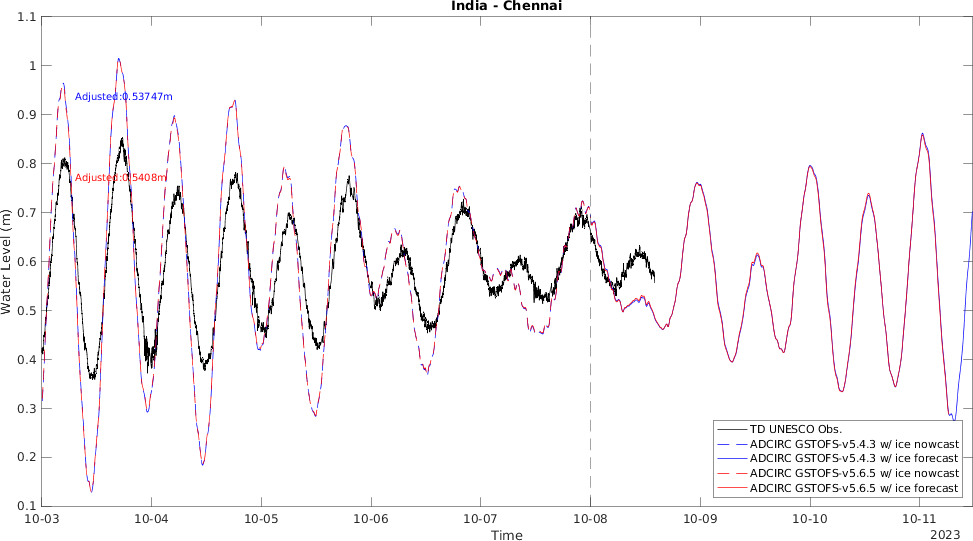 India - Chennai
Water Level (m)
1.1
1
0.9
0.8
0.7
0.6
0.5
0.4
0.3
0.2
0.1
Adjusted:0.53747m
Adjusted:0.5408m
TD UNESCO Obs.
ADCIRC GSTOFS-v5.4.3 w/ ice nowcast
ADCIRC GSTOFS-v5.4.3 w/ ice forecast
ADCIRC GSTOFS-v5.6.5 w/ ice nowcast
ADCIRC GSTOFS-v5.6.5 w/ ice forecast
10-03 10-04 10-05 10-06 10-07 10-08 10-09 10-10 10-11
Time
2023